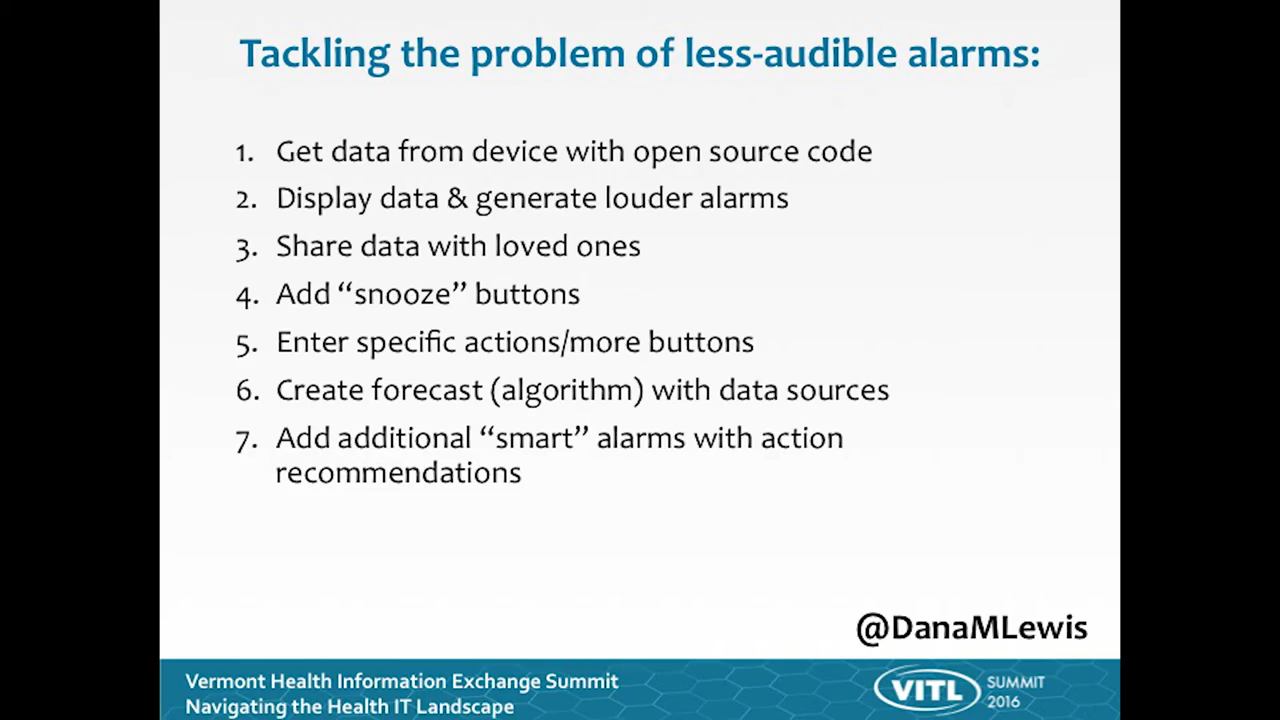 Tackling the problem of less-audible alarms:
1. Get data from device with open source code
2. Display data & generate louder alarms
3. Share data with loved ones
4. Add “snooze” buttons
5. Enter specific actions/more buttons
6. Create forecast (algorithm) with data sources
7. Add additional “smart” alarms with action
recommendations
@DanaMLewis
Vermont Health Information Exchange Summit
Navigating the Health IT Landscape
VITL
SUMMIT
2016